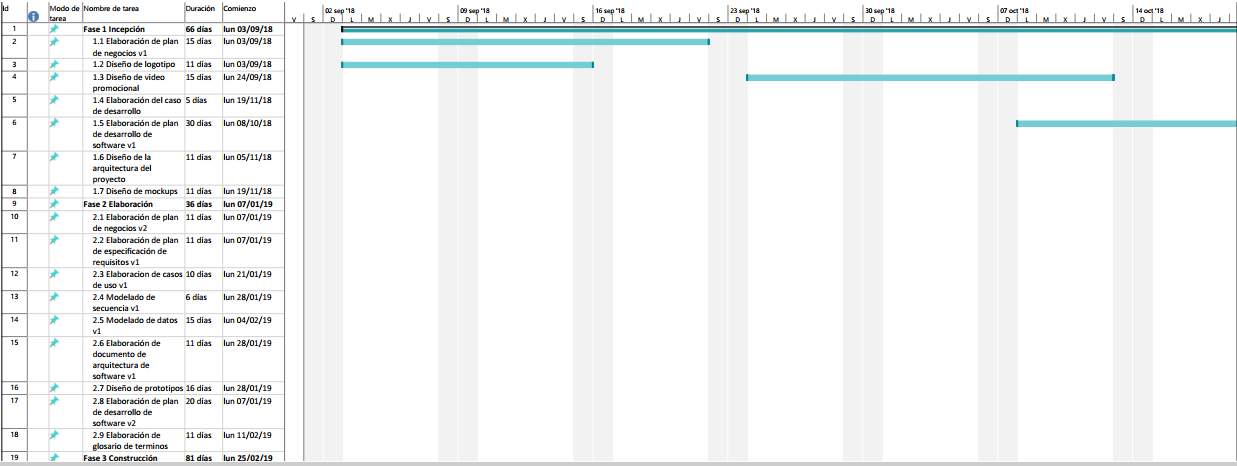 Id Modo de tarea Nombre de tarea Duración Comienzo
02 sep '18 09 sep '18 16 sep '18 23 sep '18 30 sep '18 07 oct '18 14 oct '18
V S D L M X J V S D L M X J V S D L M X J V S D L M X J V S D L M X J V S D L M X J V S D L M X J
1 Fase 1 Incepción 66 días lun 03/09/18
2 1.1 Elaboración de plan 15 días lun 03/09/18
de negocios v1
3 1.2 Diseño de logotipo 11 días lun 03/09/18
4 1.3 Diseño de video 15 días lun 24/09/18
promocional
5 1.4 Elaboración del caso 5 días lun 19/11/18
de desarrollo
6 1.5 Elaboración de plan 30 días lun 08/10/18
de desarrollo de
software v1
7 1.6 Diseño de la 11 días lun 05/11/18
arquitectura del
proyecto
8 1.7 Diseño de mockups 11 días lun 19/11/18
9 Fase 2 Elaboración 36 días lun 07/01/19
10 2.1 Elaboración de plan 11 días lun 07/01/19
de negocios v2
11 2.2 Elaboración de plan 11 días lun 07/01/19
de especificación de
requisitos v1
12 2.3 Elaboracion de casos 10 días lun 21/01/19
de uso v1
13 2.4 Modelado de 6 días lun 28/01/19
secuencia v1
14 2.5 Modelado de datos 15 días lun 04/02/19
v1
15 2.6 Elaboración de 11 días lun 28/01/19
documento de
arquitectura de
software v1
16 2.7 Diseño de prototipos 16 días lun 28/01/19
17 2.8 Elaboración de plan 20 días lun 07/01/19
de desarrollo de
software v2
18 2.9 Elaboración de 11 días lun 11/02/19
glosario de terminos
19 Fase 3 Construcción 81 días lun 25/02/19